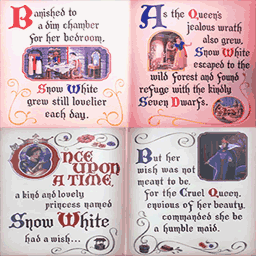 Banished to
a dim chamber
for her bedroom,
Snow White
grew still lovelier
each day.
As the Queen's
jealous wrath
also grew,
Snow White
escaped to the
wild Forest and found
refuge with the kindly
Seven Dwarfs.
Once
upon
a time,
a kind and lovely
princess named
Snow White
had a wish...
But her
wish was not
meant to be,
for the Cruel Queen,
envious of her beauty,
commanded she be
a humble maid.